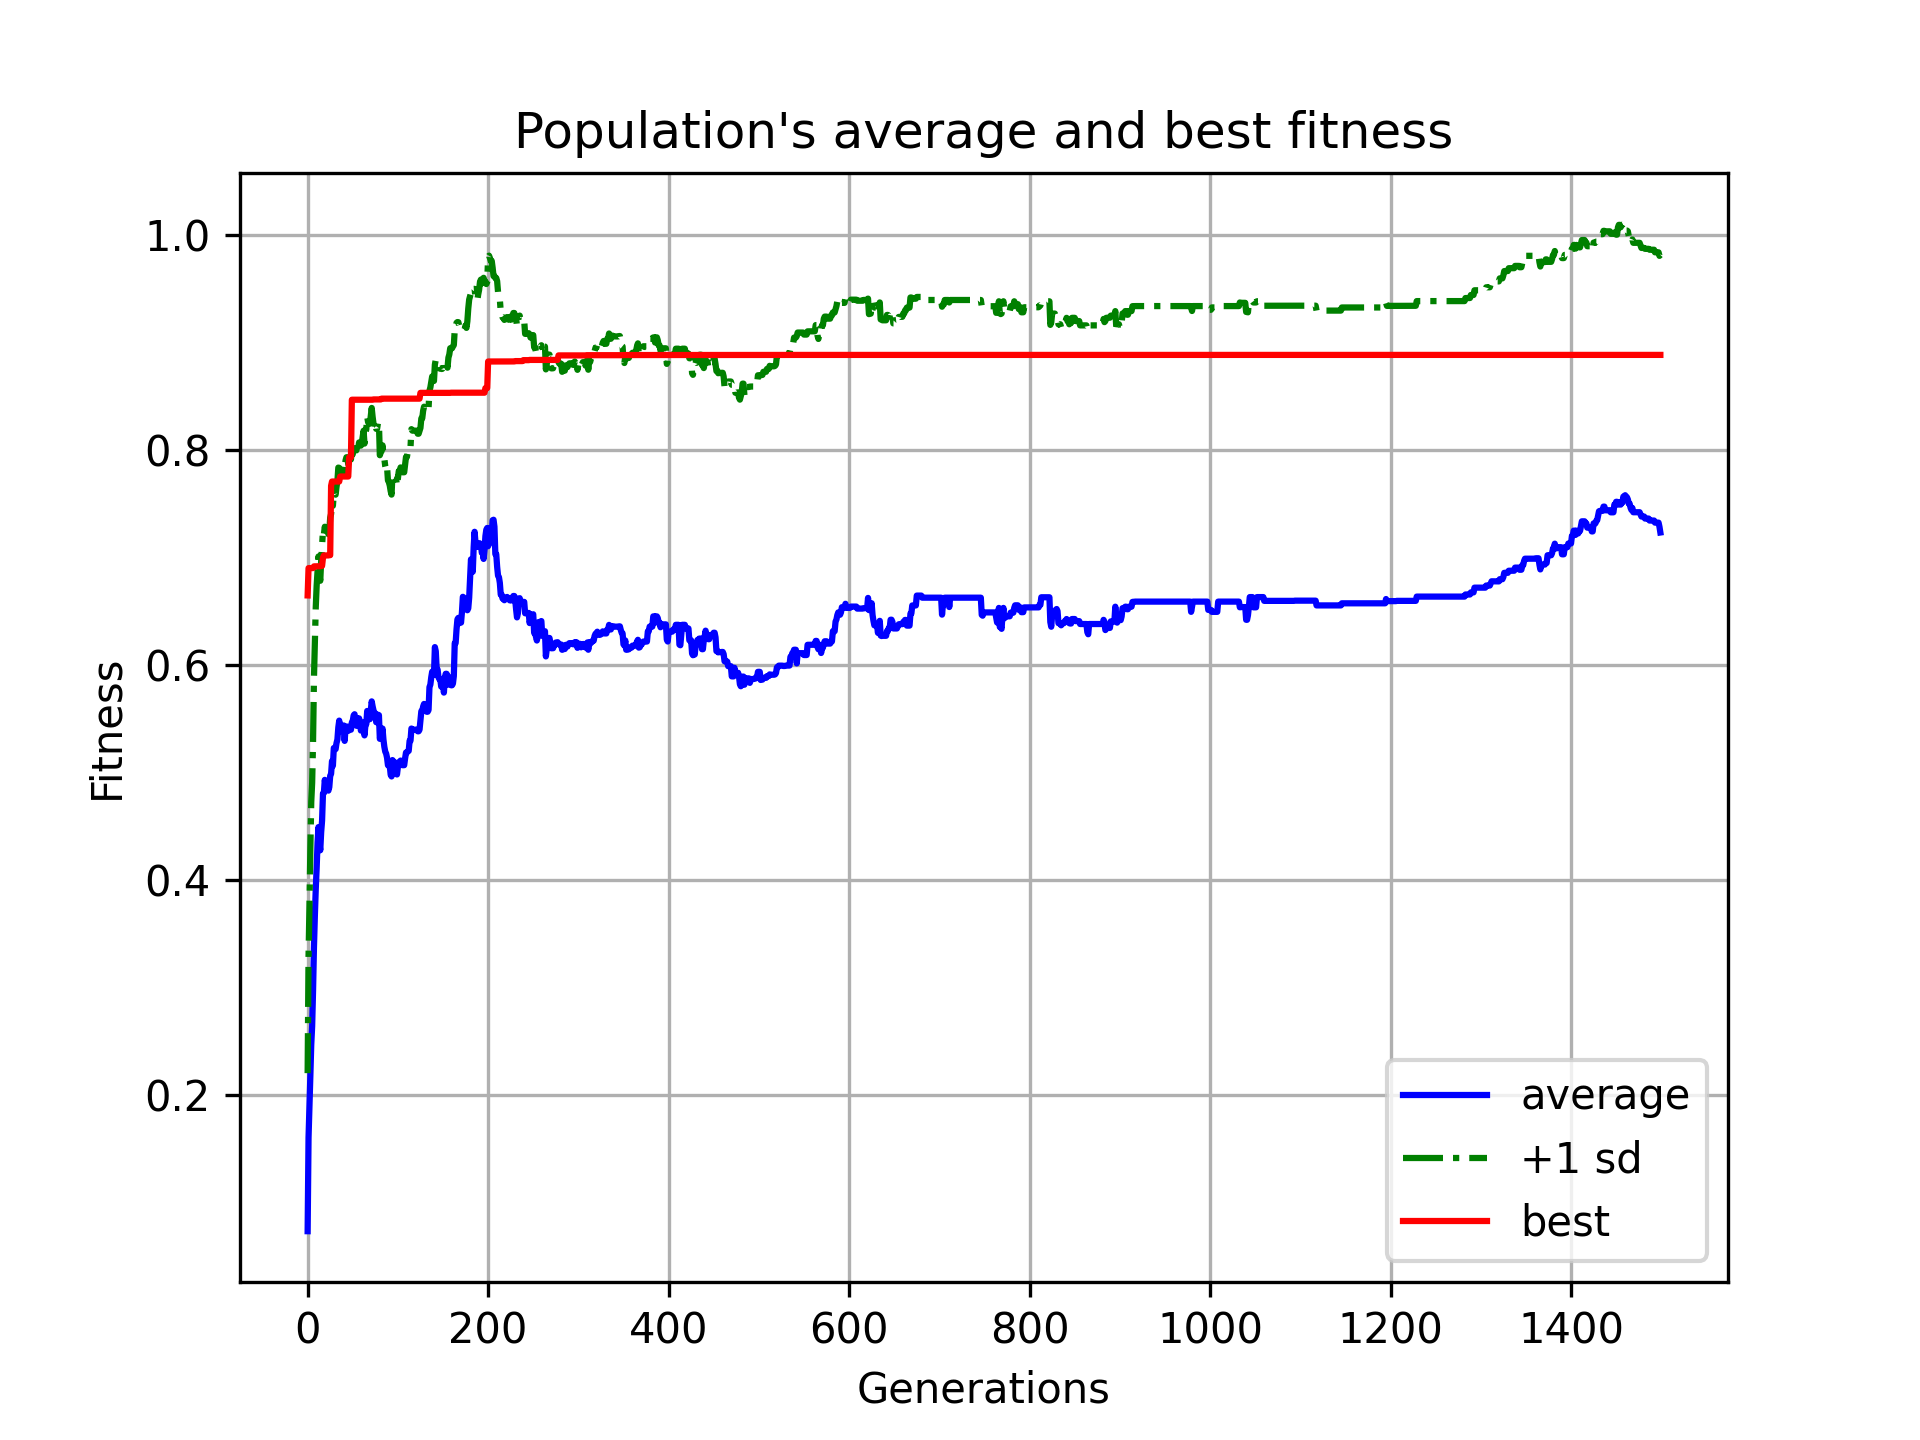 Population's average and best fitness
1.0
0.8
0.6
0.4
0.2
Fitness
average
+1 sd
best
0 200 400 600 800 1000 1200 1400
Generations